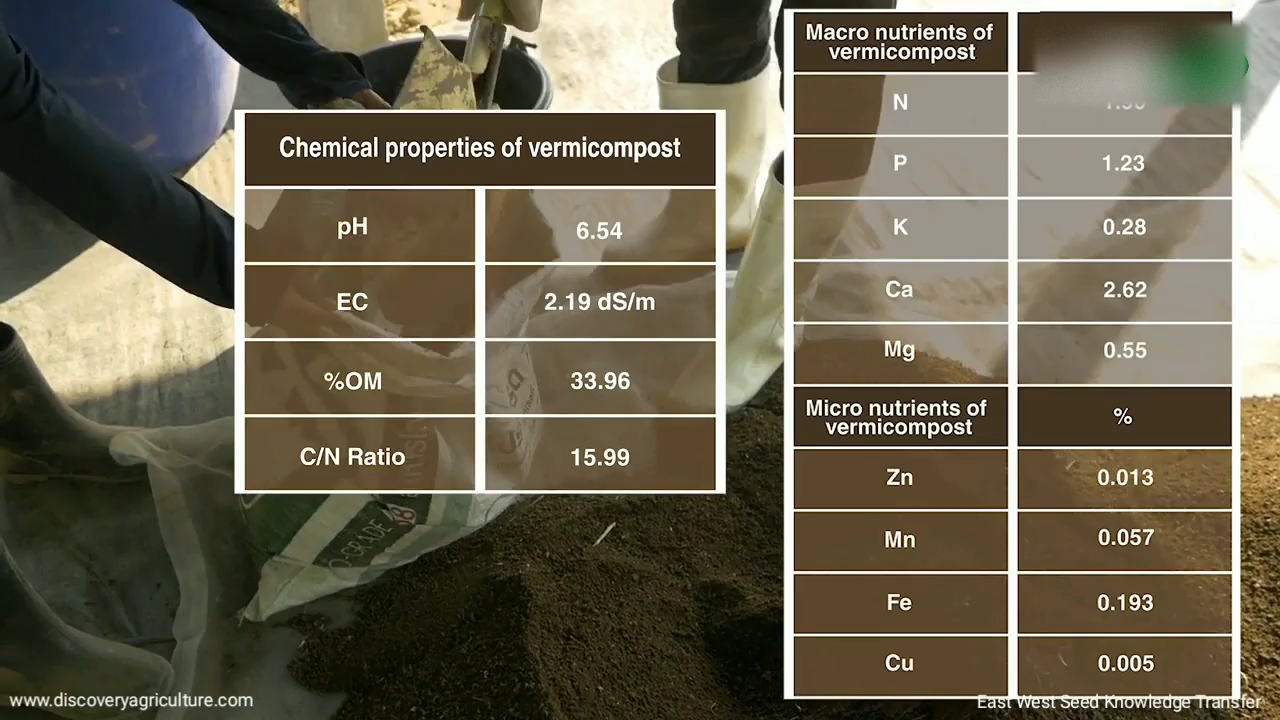 Chemical properties of vermicompost
pH 6.54
EC 2.19 dS/m
%OM 33.96
C/N Ratio 15.99
Macro nutrients of
vermicompost
N
P 1.23
K 0.28
Ca 2.62
Mg 0.55
Micro nutrients of
vermicompost
%
Zn 0.013
Mn 0.057
Fe 0.193
Cu 0.005
www.discoveryagriculture.com
East West Seed Knowledge Transfer